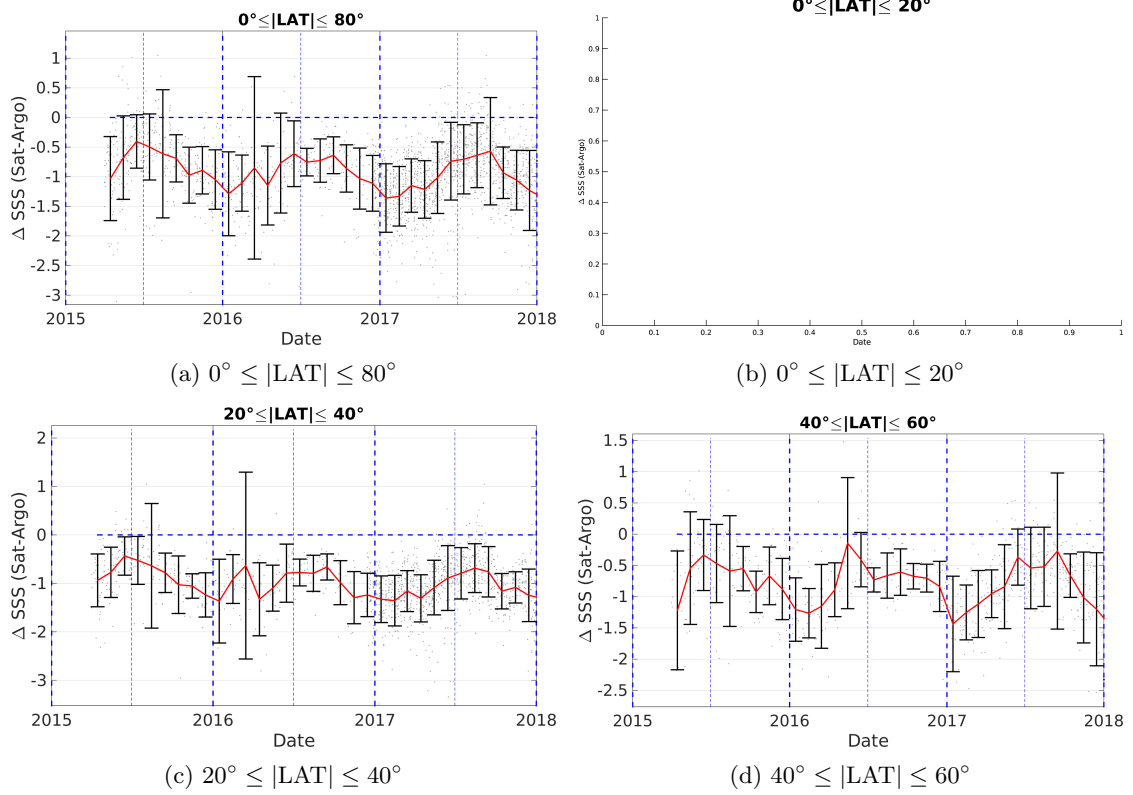 0°≤|LAT|≤ 80°
Δ SSS (Sat-Argo)
1
0.5
0
-0.5
-1
-1.5
-2
-2.5
-3
2015 2016 2017 2018
Date
(a) 0° ≤ |LAT| ≤ 80°
0°≤|LAT|≤ 20°
Δ SSS (Sat-Argo)
1
0.9
0.8
0.7
0.6
0.5
0.4
0.3
0.2
0.1
0
0 0.1 0.2 0.3 0.4 0.5 0.6 0.7 0.8 0.9 1
Date
(b) 0° ≤ |LAT| ≤ 20°
20°≤|LAT|≤ 40°
Δ SSS (Sat-Argo)
2
1
0
-1
-2
-3
2015 2016 2017 2018
Date
(c) 20° ≤ |LAT| ≤ 40°
40°≤|LAT|≤ 60°
Δ SSS (Sat-Argo)
1.5
1
0.5
0
-0.5
-1
-1.5
-2
-2.5
2015 2016 2017 2018
Date
(d) 40° ≤ |LAT| ≤ 60°